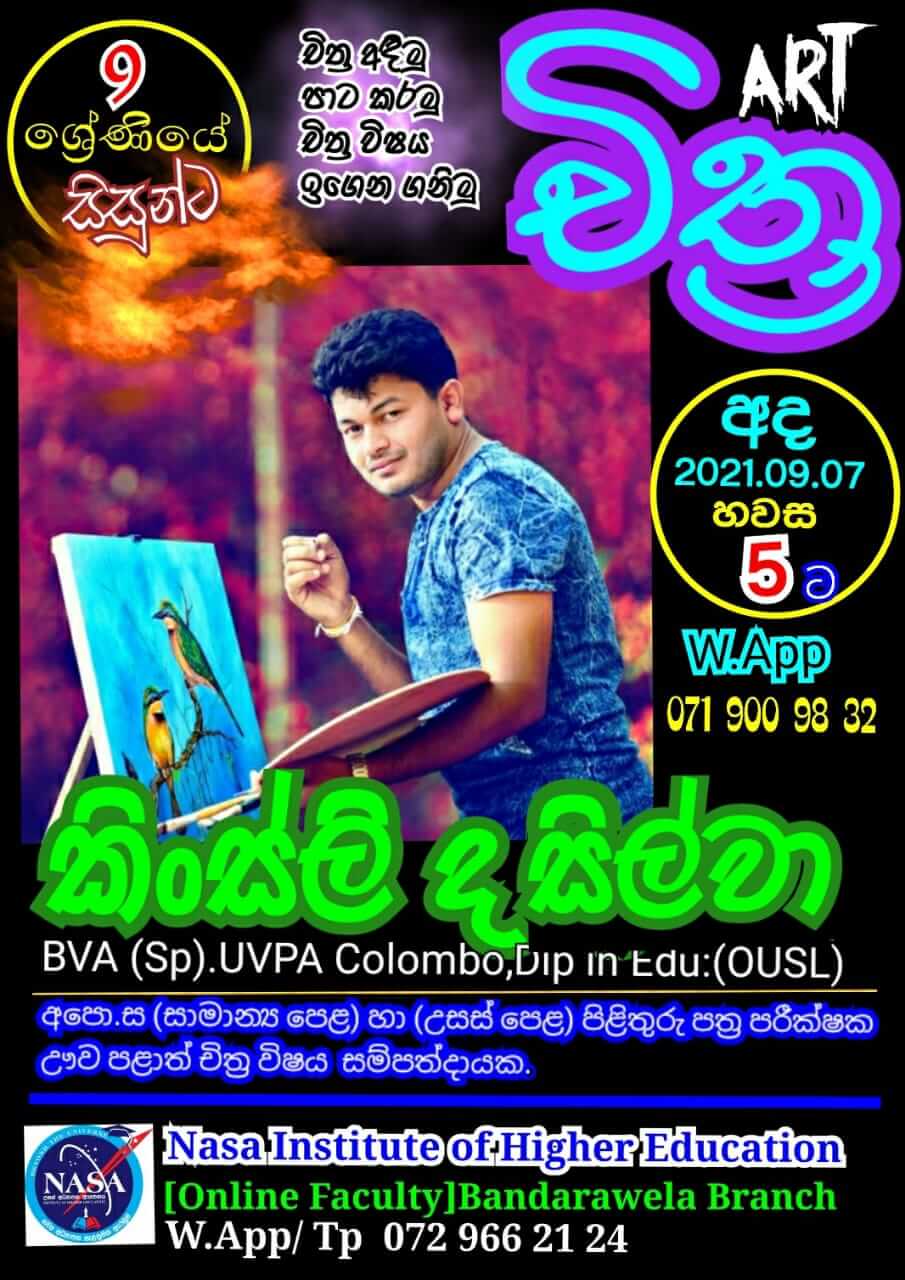 9
ශ්‍රේණියේ
සිසුන්ට
චිත්‍ර අඳිමු
පාට කරමු
චිත්‍ර විෂය
ඉගෙන ගනිමු
ART
චිත්‍ර
අද
2021.09.07
හවස
5 ට
W.App
071 900 98 32
කිංස්ලි ද සිල්වා
BVA (Sp).UVPA Colombo,Dip in Edu:(OUSL)
අපො.ස (සාමාන්‍ය පෙළ) හා (උසස් පෙළ) පිළිතුරු පත්‍ර පරීක්ෂක
ඌව පළාත් චිත්‍ර විෂය සම්පත්දායක.
NASA
Nasa Institute of Higher Education
[Online Faculty]Bandarawela Branch
W.App/ Tp 072 966 21 24